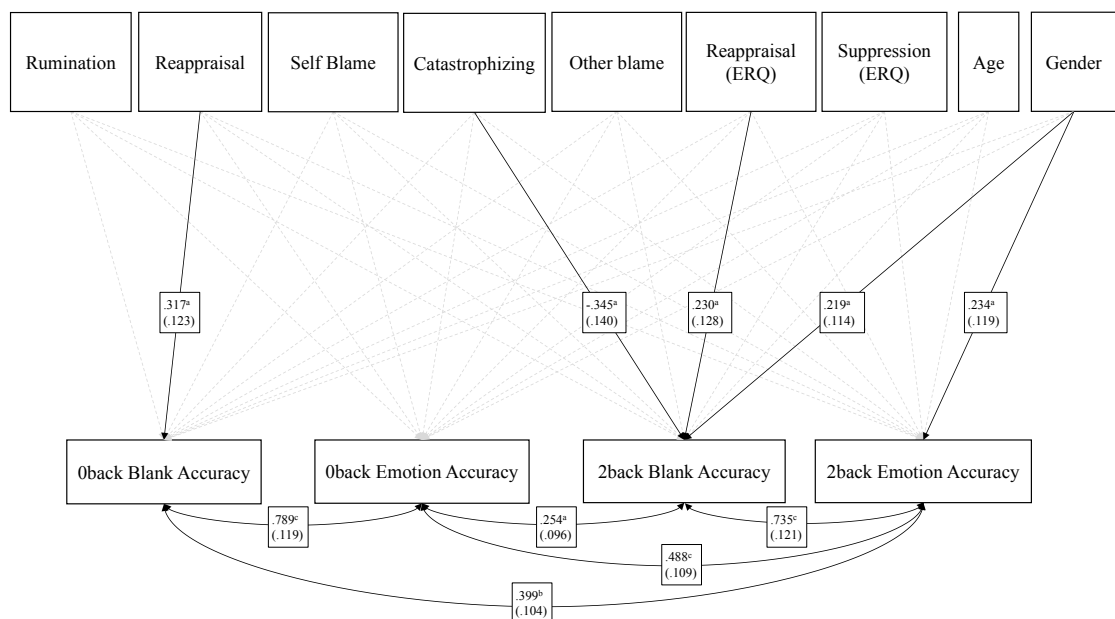 Rumination
Reappraisal
Self Blame
Catastrophizing
Other blame
Reappraisal
(ERQ)
Suppression
(ERQ)
Age
Gender
.317ᵃ
(.123)
-.345ᵃ
(.140)
.230ᵃ
(.128)
.219ᵃ
(.114)
.234ᵃ
(.119)
0back Blank Accuracy
0back Emotion Accuracy
2back Blank Accuracy
2back Emotion Accuracy
.789ᶜ
(.119)
.254ᵃ
(.096)
.735ᶜ
(.121)
.488ᶜ
(.109)
.399ᵇ
(.104)